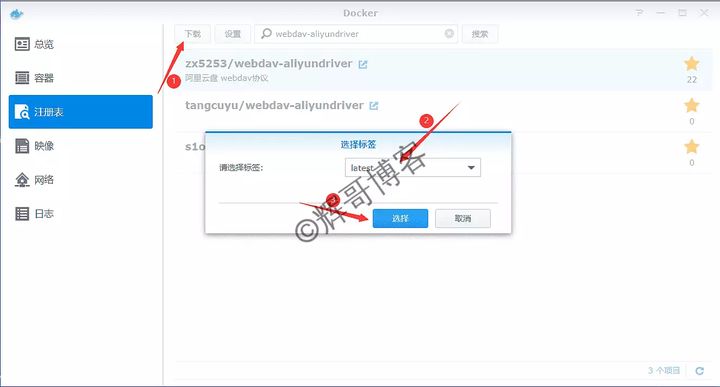 Docker
总览
容器
注册表
映像
网络
日志
下载 设置 webdav-aliyundriver 搜索
zx5253/webdav-aliyundriver
阿里云盘 webdav协议
22
tangcuyu/webdav-aliyundriver
0
0
选择标签
请选择标签: latest
选择 取消
1
2
3
©辉哥博客
3 个项目